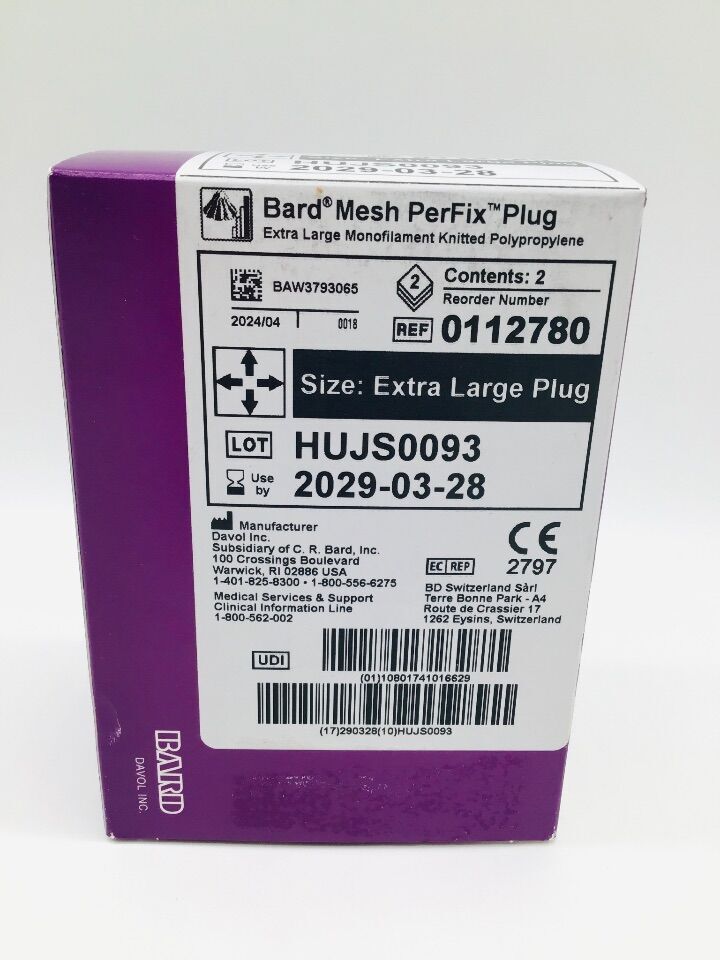 HUJS0093
2029-03-28
Bard® Mesh PerFix™ Plug
Extra Large Monofilament Knitted Polypropylene
BAW3793065
2024/04
0018
2
Contents: 2
Reorder Number
REF 0112780
Size: Extra Large Plug
LOT HUJS0093
Use by 2029-03-28
Manufacturer
Davol Inc.
Subsidiary of C. R. Bard, Inc.
100 Crossings Boulevard
Warwick, RI 02886 USA
1-401-825-8300 • 1-800-556-6275
Medical Services & Support
Clinical Information Line
1-800-562-002
CE
2797
EC REP
BD Switzerland Sàrl
Terre Bonne Park - A4
Route de Crassier 17
1262 Eysins, Switzerland
UDI
(01)10801741016629
(17)290328(10)HUJS0093
BARD
DAVOL INC.